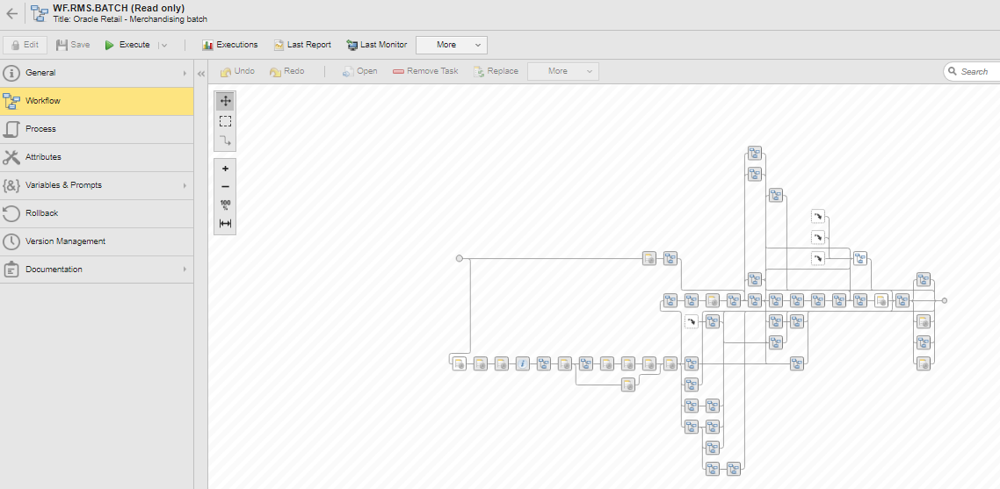 WF.RMS.BATCH (Read only)
Title: Oracle Retail - Merchandising batch
Edit Save Execute Executions Last Report Last Monitor More
General
Workflow
Process
Attributes
Variables & Prompts
Rollback
Version Management
Documentation
Undo Redo Open Remove Task Replace More Search
+
−
100
%